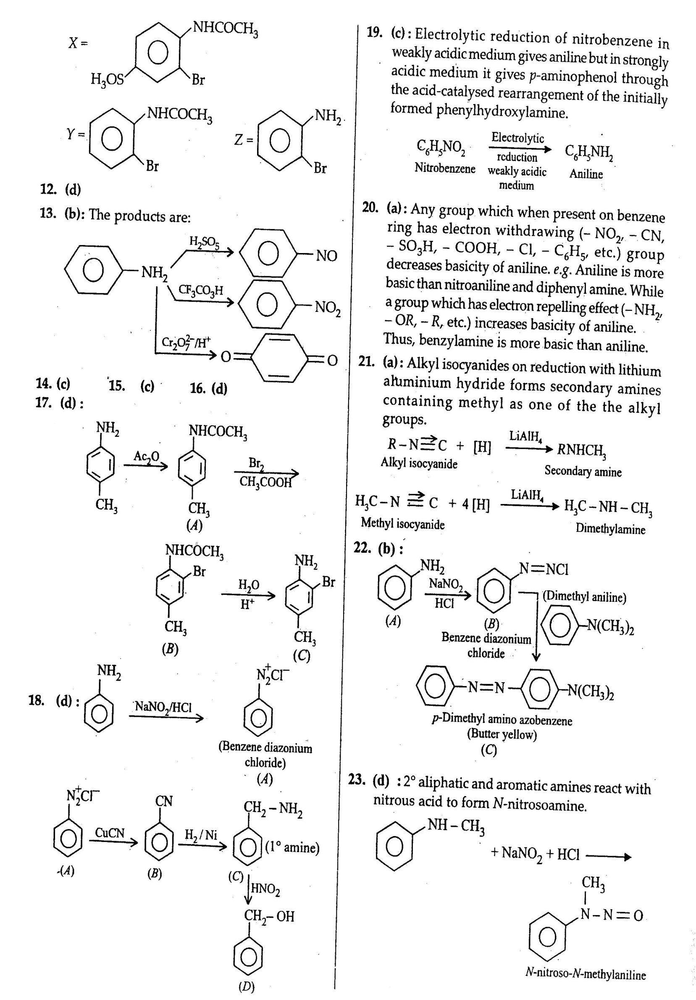 X =
NHCOCH₃
H₃OS
Br
Y =
NHCOCH₃
Br
Z =
NH₂
Br
12. (d)
13. (b): The products are:
NH₂
H₂SO₅
NO
CF₃CO₃H
NO₂
Cr₂O₇²⁻/H⁺
O
O
14. (c) 15. (c) 16. (d)
17. (d) :
NH₂
CH₃
Ac₂O
NHCOCH₃
CH₃
(A)
Br₂
CH₃COOH
NHCOCH₃
Br
CH₃
(B)
H₂O
H⁺
NH₂
Br
CH₃
(C)
18. (d) :
NH₂
NaNO₂/HCl
N₂⁺Cl⁻
(Benzene diazonium
chloride)
(A)
N₂⁺Cl⁻
(A)
CuCN
CN
(B)
H₂/Ni
CH₂ – NH₂
(1° amine)
(C)
HNO₂
CH₂– OH
(D)
19. (c) : Electrolytic reduction of nitrobenzene in
weakly acidic medium gives aniline but in strongly
acidic medium it gives p-aminophenol through
the acid-catalysed rearrangement of the initially
formed phenylhydroxylamine.
C₆H₅NO₂ Electrolytic C₆H₅NH₂
reduction
Nitrobenzene weakly acidic Aniline
medium
20. (a) : Any group which when present on benzene
ring has electron withdrawing (– NO₂, – CN,
– SO₃H, – COOH, – Cl, – C₆H₅, etc.) group
decreases basicity of aniline. e.g. Aniline is more
basic than nitroaniline and diphenyl amine. While
a group which has electron repelling effect (– NH₂,
– OR, – R, etc.) increases basicity of aniline.
Thus, benzylamine is more basic than aniline.
21. (a) : Alkyl isocyanides on reduction with lithium
aluminium hydride forms secondary amines
containing methyl as one of the the alkyl
groups.
R – N≡C + [H] LiAlH₄ RNHCH₃
Alkyl isocyanide Secondary amine
H₃C – N ≡ C + 4 [H] LiAlH₄ H₃C – NH – CH₃
Methyl isocyanide Dimethylamine
22. (b) :
NH₂
(A)
NaNO₂
HCl
N=NCl
(B)
Benzene diazonium
chloride
(Dimethyl aniline)
N(CH₃)₂
N=N
N(CH₃)₂
p-Dimethyl amino azobenzene
(Butter yellow)
(C)
23. (d) : 2° aliphatic and aromatic amines react with
nitrous acid to form N-nitrosoamine.
NH – CH₃
+ NaNO₂ + HCl
CH₃
N – N = O
N-nitroso-N-methylaniline